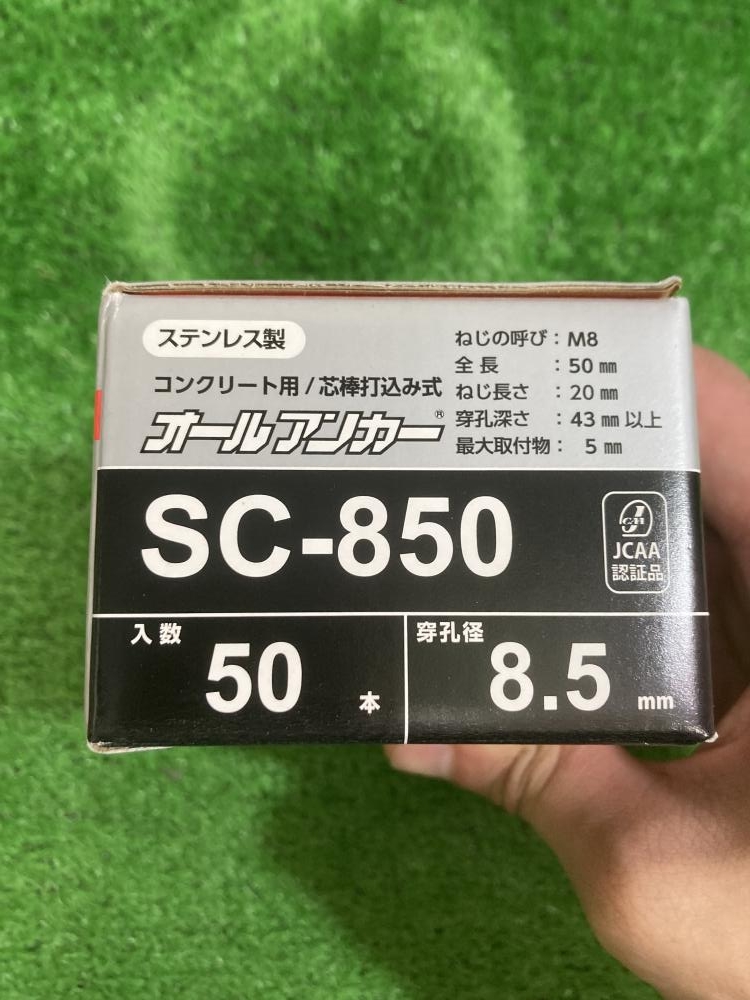 ステンレス製
コンクリート用/芯棒打込み式
オールアンカー®
ねじの呼び：M8
全長：50㎜
ねじ長さ：20㎜
穿孔深さ：43㎜以上
最大取付物：5㎜
SC-850
JCAA
認証品
入数
50本
穿孔径
8.5mm